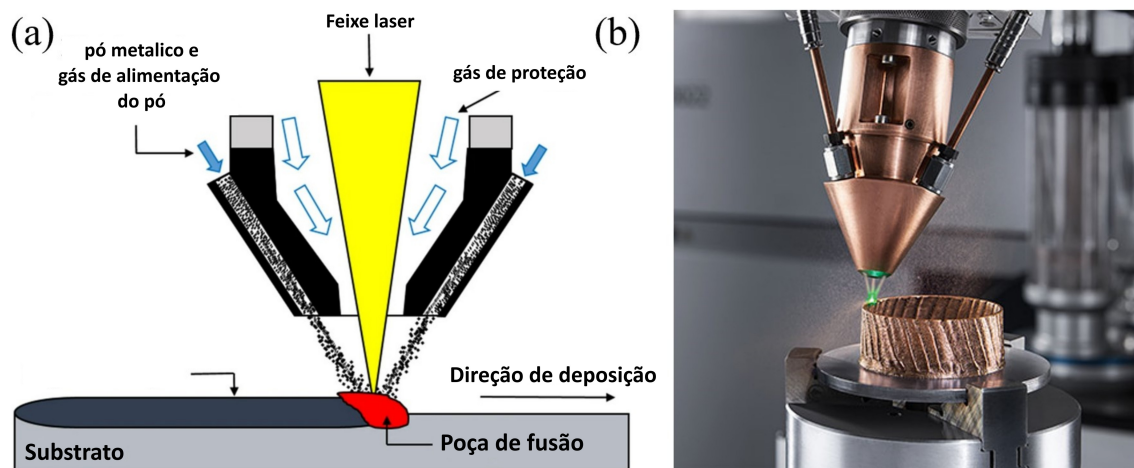 (a)
Feixe laser
(b)
pó metalico e
gás de alimentação
do pó
gás de proteção
Direção de deposição
Poça de fusão
Substrato